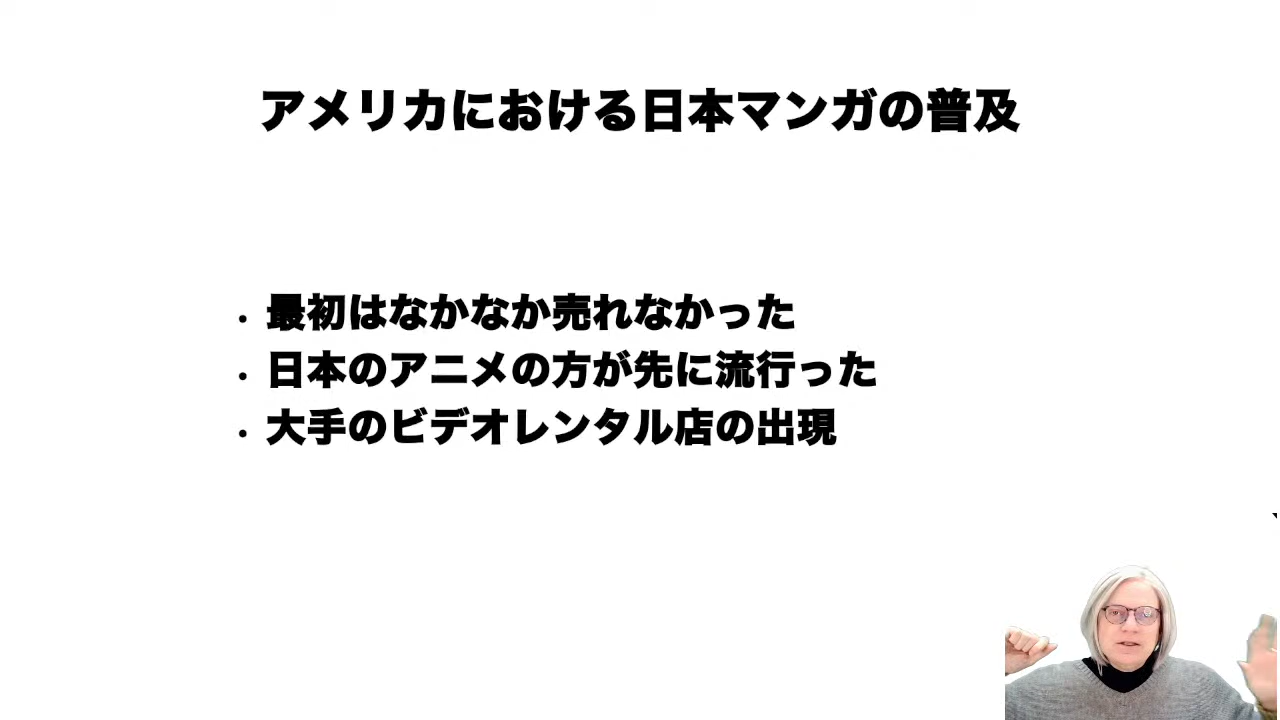 アメリカにおける日本マンガの普及
• 最初はなかなか売れなかった
• 日本のアニメの方が先に流行った
• 大手のビデオレンタル店の出現